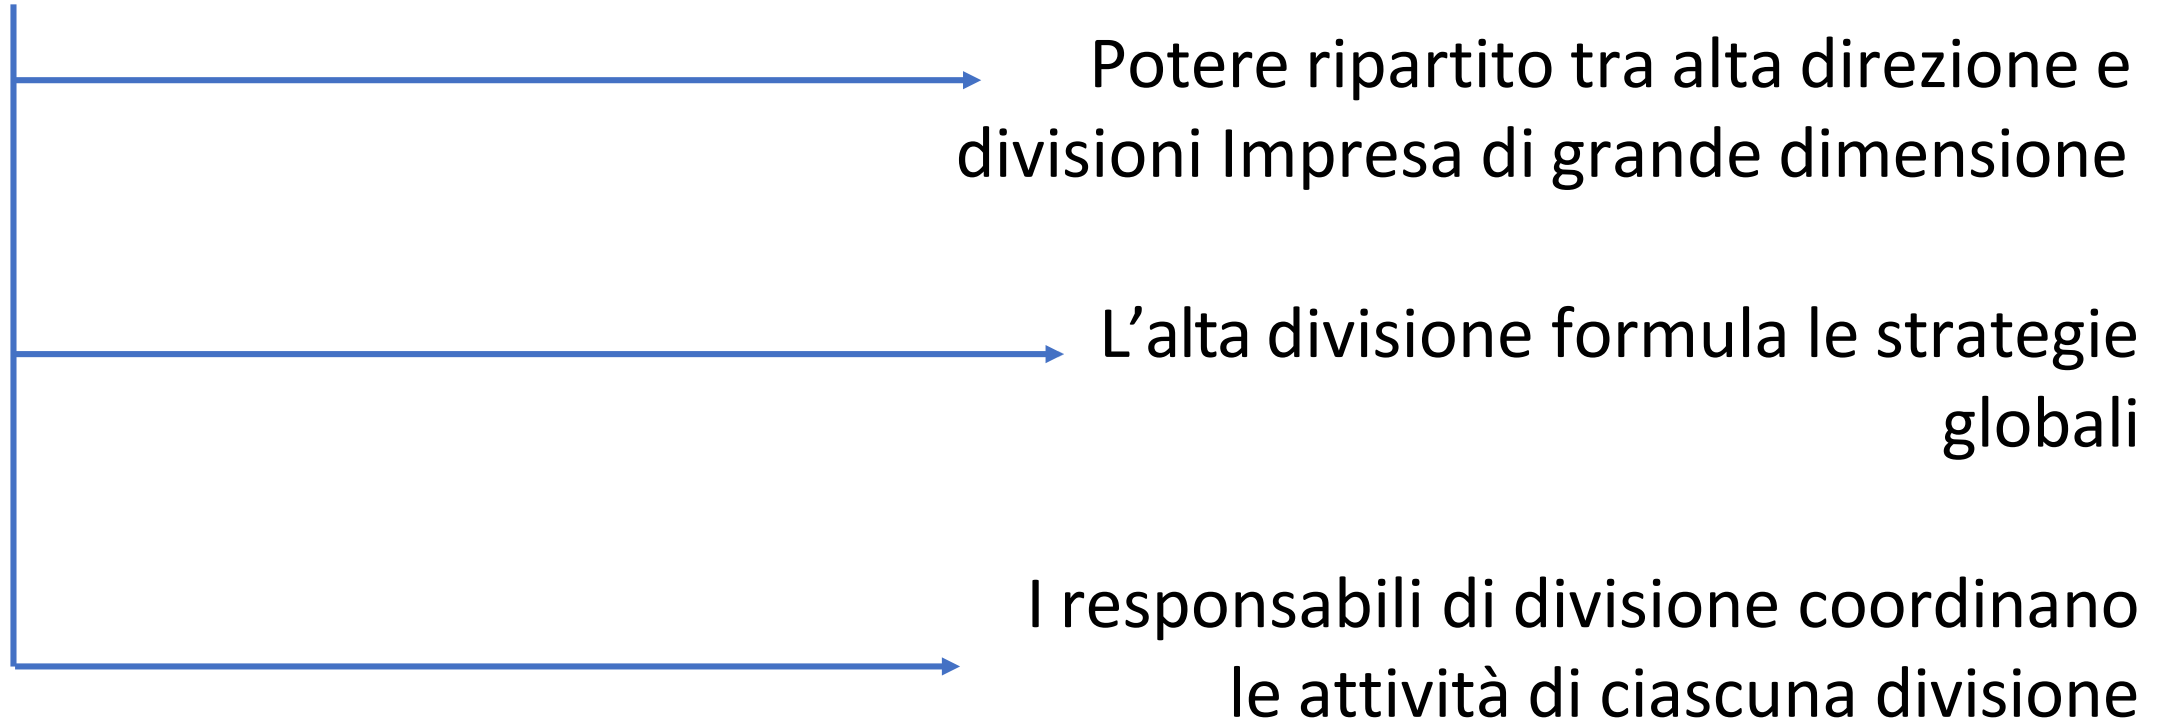 Potere ripartito tra alta direzione e
divisioni Impresa di grande dimensione
L’alta divisione formula le strategie
globali
I responsabili di divisione coordinano
le attività di ciascuna divisione